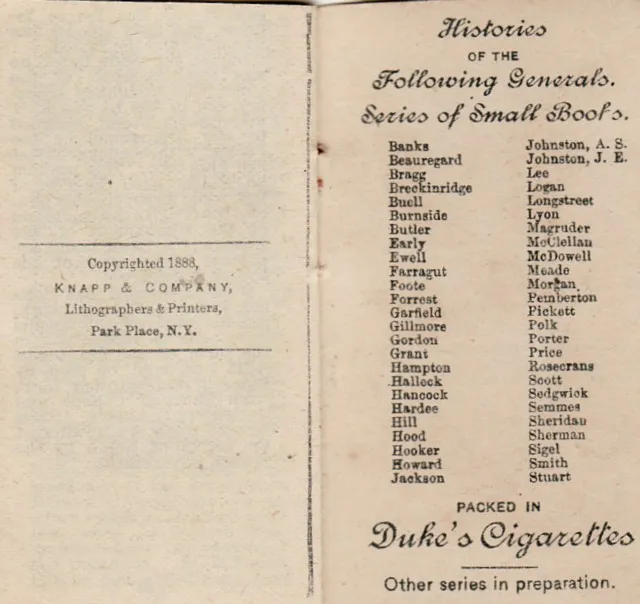 Copyrighted 1888,
KNAPP & COMPANY,
Lithographers & Printers,
Park Place, N.Y.
Histories
OF THE
Following Generals.
Series of Small Books.
Banks
Beauregard
Bragg
Breckinridge
Buell
Burnside
Butler
Early
Ewell
Farragut
Foote
Forrest
Garfield
Gillmore
Gordon
Grant
Hampton
Halleck
Hancock
Hardee
Hill
Hood
Hooker
Howard
Jackson
Johnston, A. S.
Johnston, J. E.
Lee
Logan
Longstreet
Lyon
Magruder
McClellan
McDowell
Meade
Morgan
Pemberton
Pickett
Polk
Porter
Price
Rosecrans
Scott
Sedgwick
Semmes
Sheridan
Sherman
Sigel
Smith
Stuart
PACKED IN
Duke's Cigarettes
Other series in preparation.